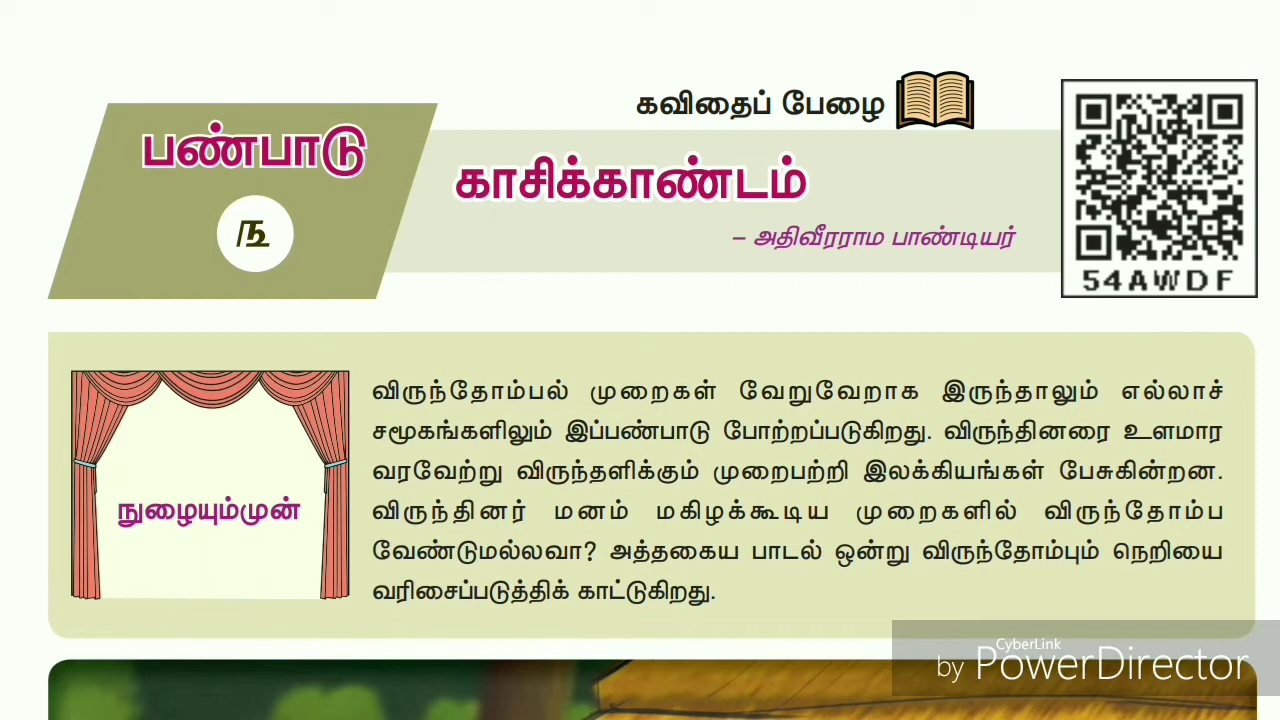 கவிதைப் பேழை
பண்பாடு
௩
காசிக்காண்டம்
– அதிவீரராம பாண்டியர்
54AWDF
நுழையும்முன்
விருந்தோம்பல் முறைகள் வேறுவேறாக இருந்தாலும் எல்லாச்
சமூகங்களிலும் இப்பண்பாடு போற்றப்படுகிறது. விருந்தினரை உளமார
வரவேற்று விருந்தளிக்கும் முறைபற்றி இலக்கியங்கள் பேசுகின்றன.
விருந்தினர் மனம் மகிழக்கூடிய முறைகளில் விருந்தோம்ப
வேண்டுமல்லவா? அத்தகைய பாடல் ஒன்று விருந்தோம்பும் நெறியை
வரிசைப்படுத்திக் காட்டுகிறது.
CyberLink
by PowerDirector